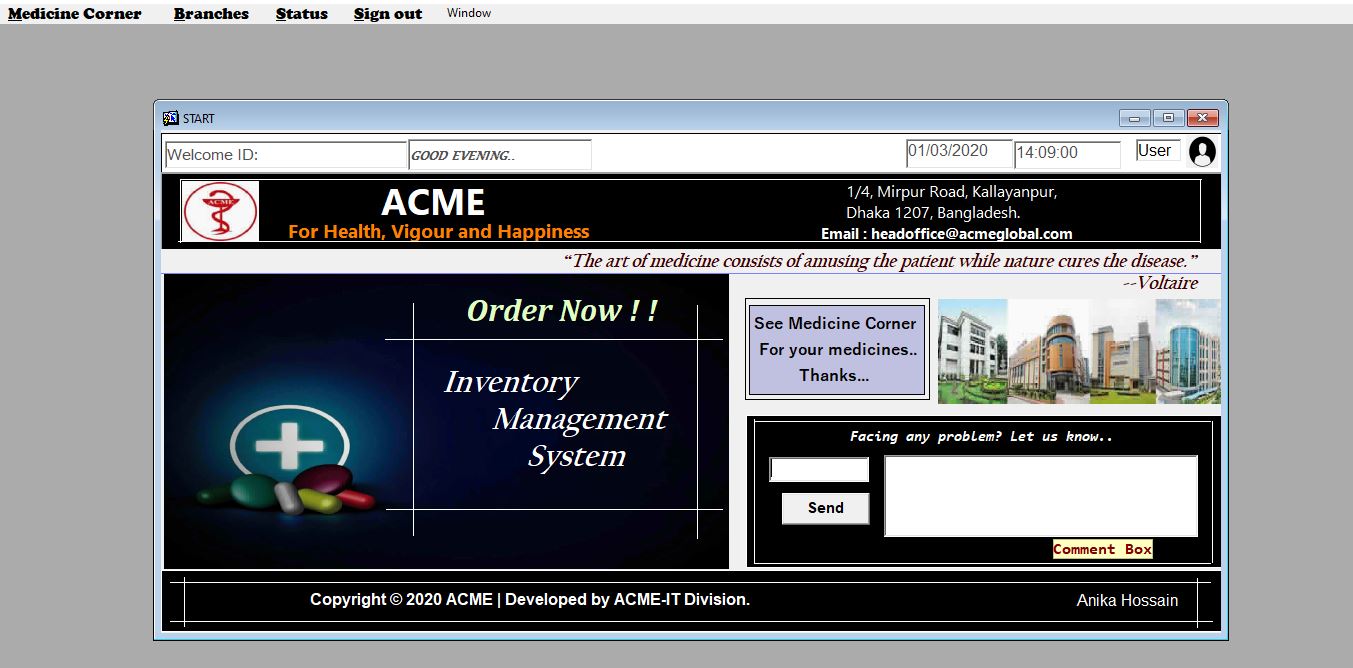 Medicine Corner Branches Status Sign out Window
START
Welcome ID: GOOD EVENING.. 01/03/2020 14:09:00 User
ACME
ACME
For Health, Vigour and Happiness
1/4, Mirpur Road, Kallayanpur,
Dhaka 1207, Bangladesh.
Email : headoffice@acmeglobal.com
“The art of medicine consists of amusing the patient while nature cures the disease.”
--Voltaire
Order Now ! !
Inventory
Management
System
See Medicine Corner
For your medicines..
Thanks...
Facing any problem? Let us know..
Send
Comment Box
Copyright © 2020 ACME | Developed by ACME-IT Division.
Anika Hossain